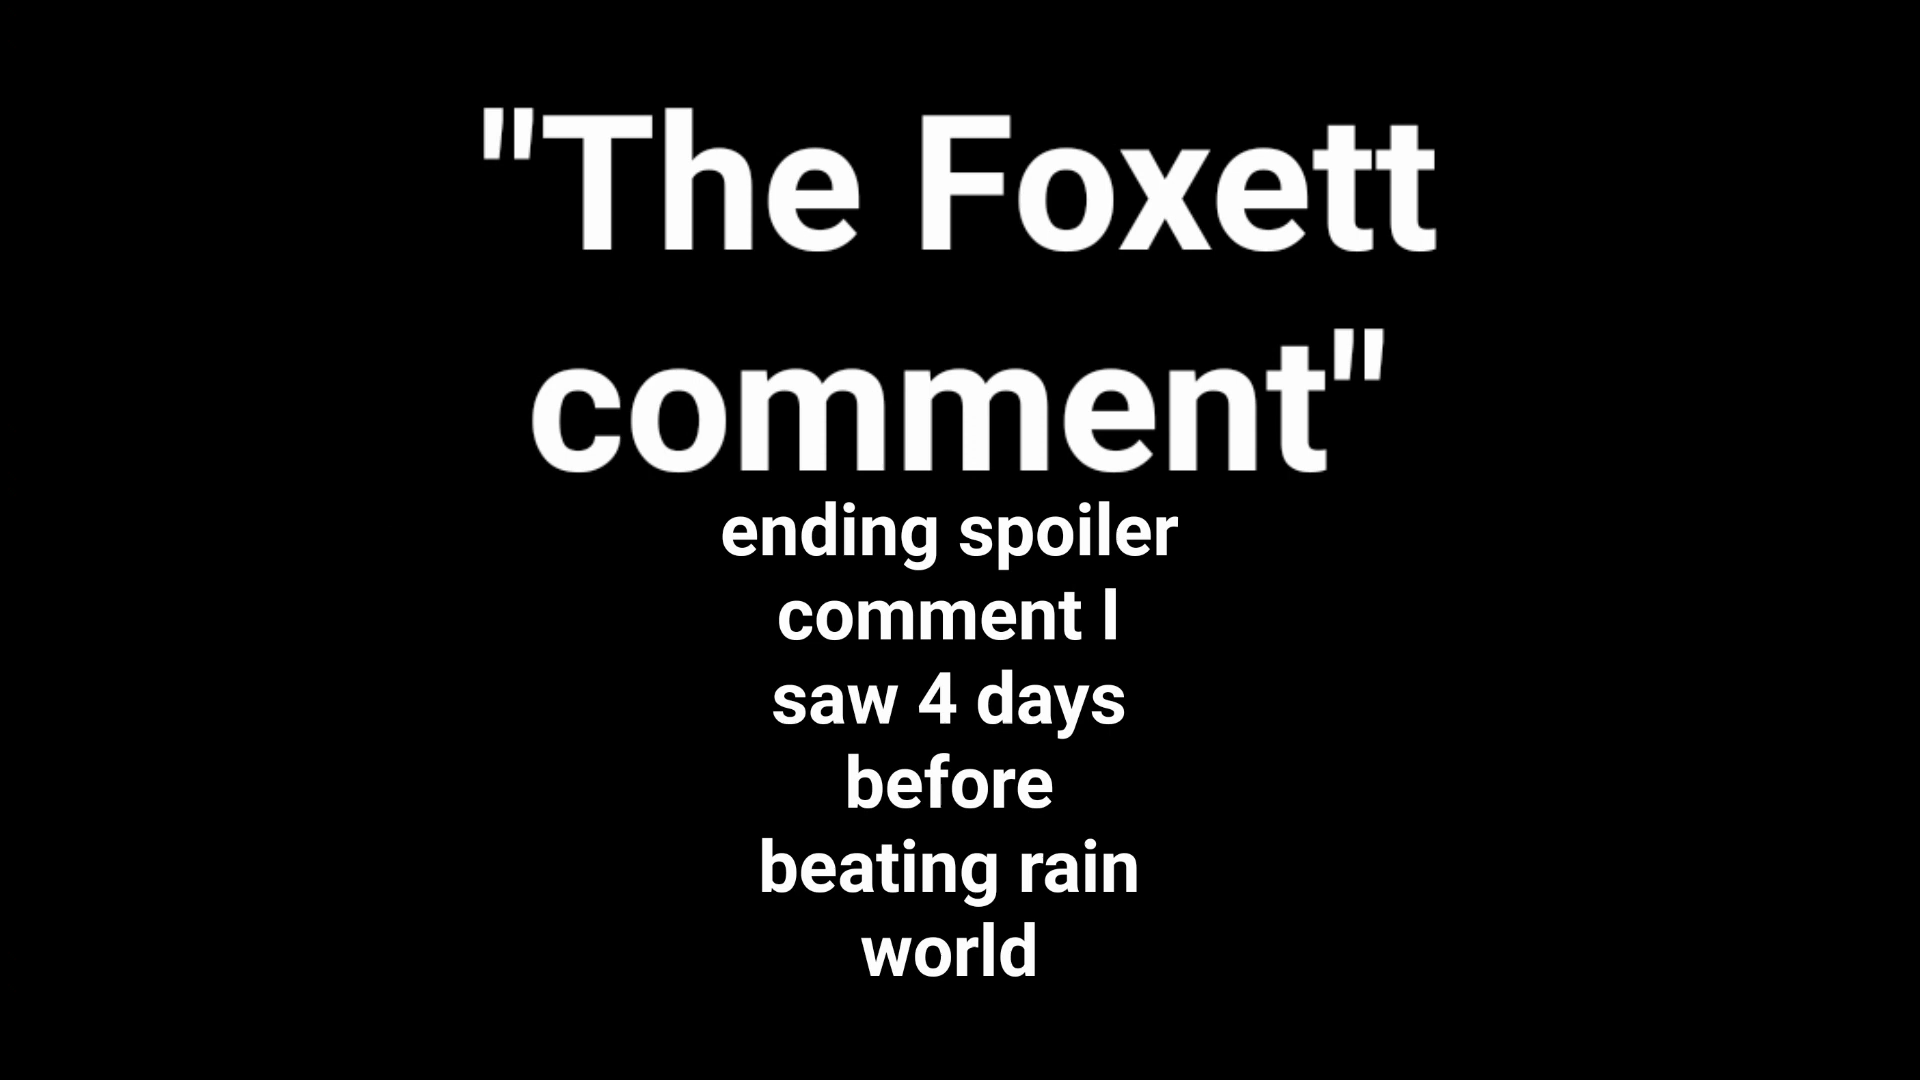 "The Foxett
comment"
ending spoiler
comment I
saw 4 days
before
beating rain
world